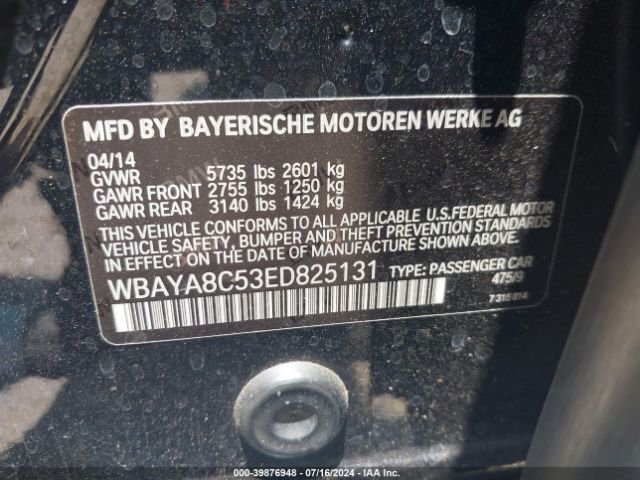 MFD BY BAYERISCHE MOTOREN WERKE AG
04/14
GVWR 5735 lbs 2601 kg
GAWR FRONT 2755 lbs 1250 kg
GAWR REAR 3140 lbs 1424 kg
THIS VEHICLE CONFORMS TO ALL APPLICABLE U.S.FEDERAL MOTOR
VEHICLE SAFETY, BUMPER AND THEFT PREVENTION STANDARDS
IN EFFECT ON THE DATE OF MANUFACTURE SHOWN ABOVE.
WBAYA8C53ED825131 TYPE: PASSENGER CAR
475/9
7315814
000-39876948 - 07/16/2024 - IAA Inc.